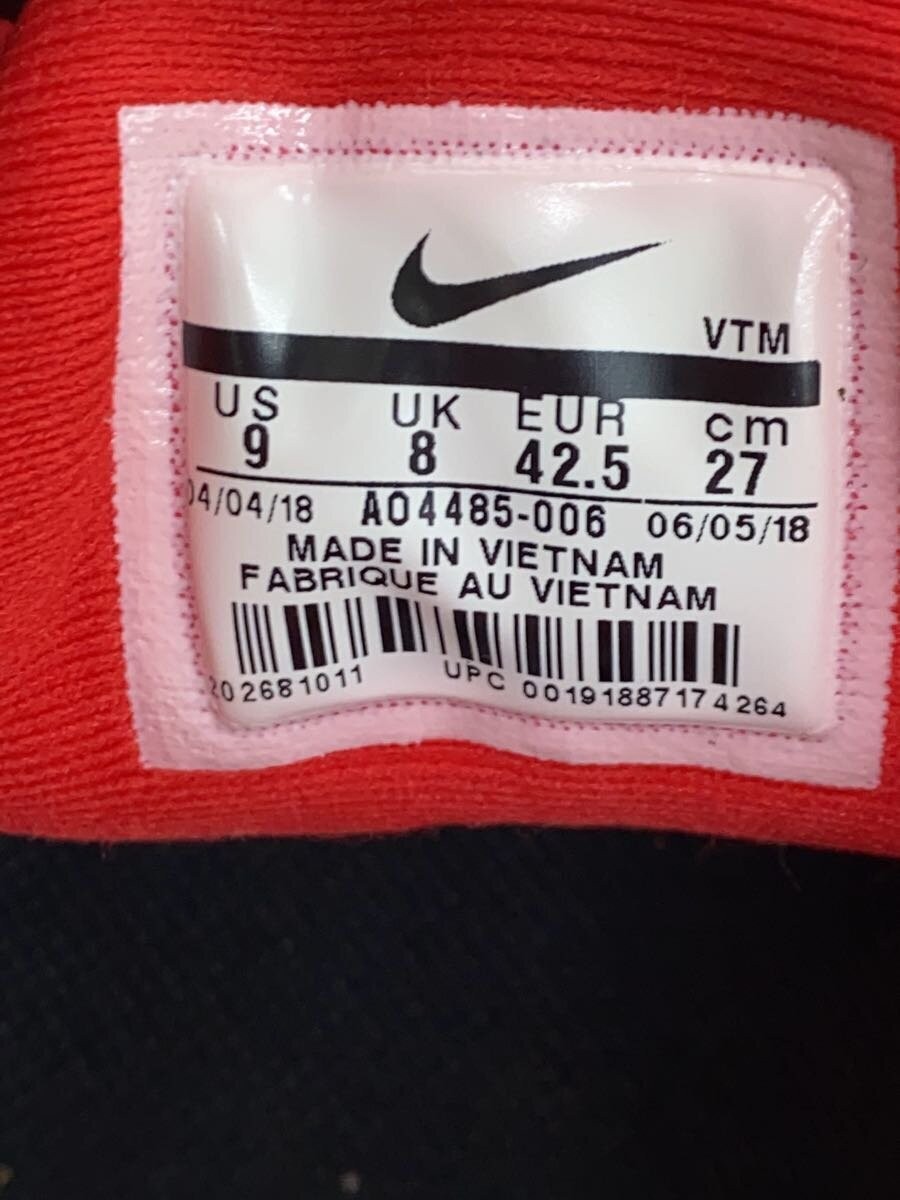 VTM
US UK EUR cm
9 8 42.5 27
04/04/18 AO4485-006 06/05/18
MADE IN VIETNAM
FABRIQUE AU VIETNAM
202681011 UPC 00191887174264